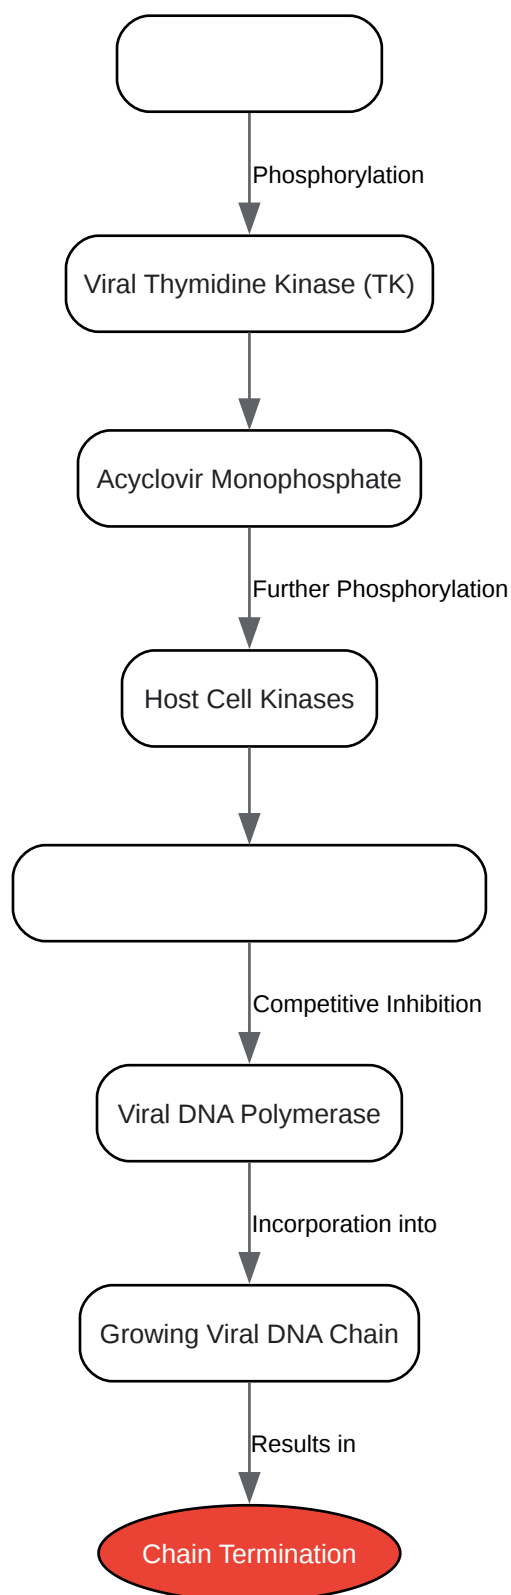 Phosphorylation
Viral Thymidine Kinase (TK)
Acyclovir Monophosphate
Further Phosphorylation
Host Cell Kinases
Competitive Inhibition
Viral DNA Polymerase
Incorporation into
Growing Viral DNA Chain
Results in
Chain Termination